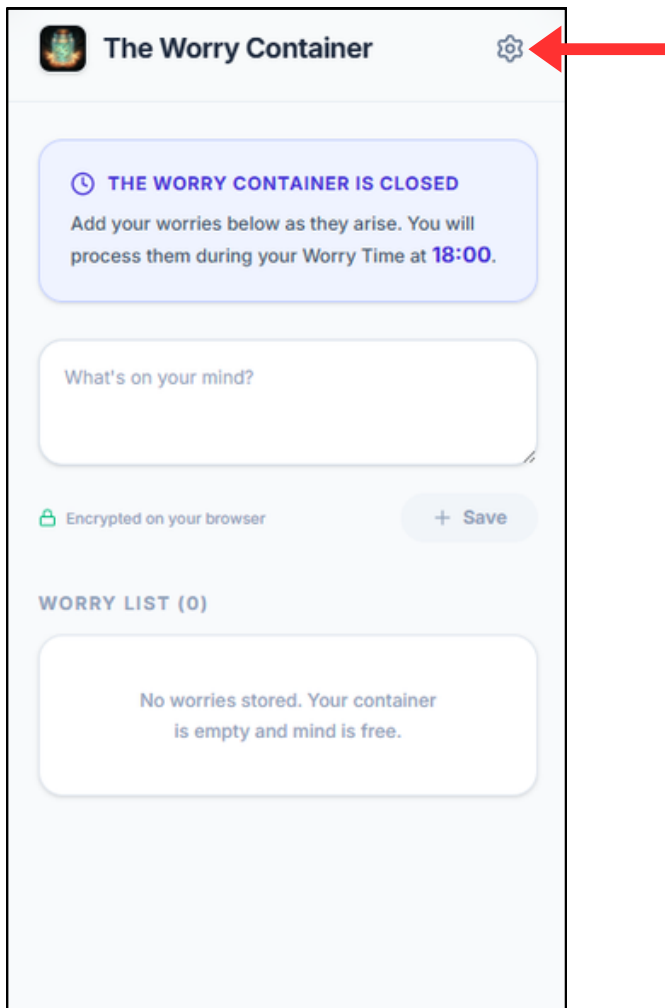 The Worry Container
THE WORRY CONTAINER IS CLOSED
Add your worries below as they arise. You will
process them during your Worry Time at 18:00.
What's on your mind?
Encrypted on your browser
+ Save
WORRY LIST (0)
No worries stored. Your container
is empty and mind is free.